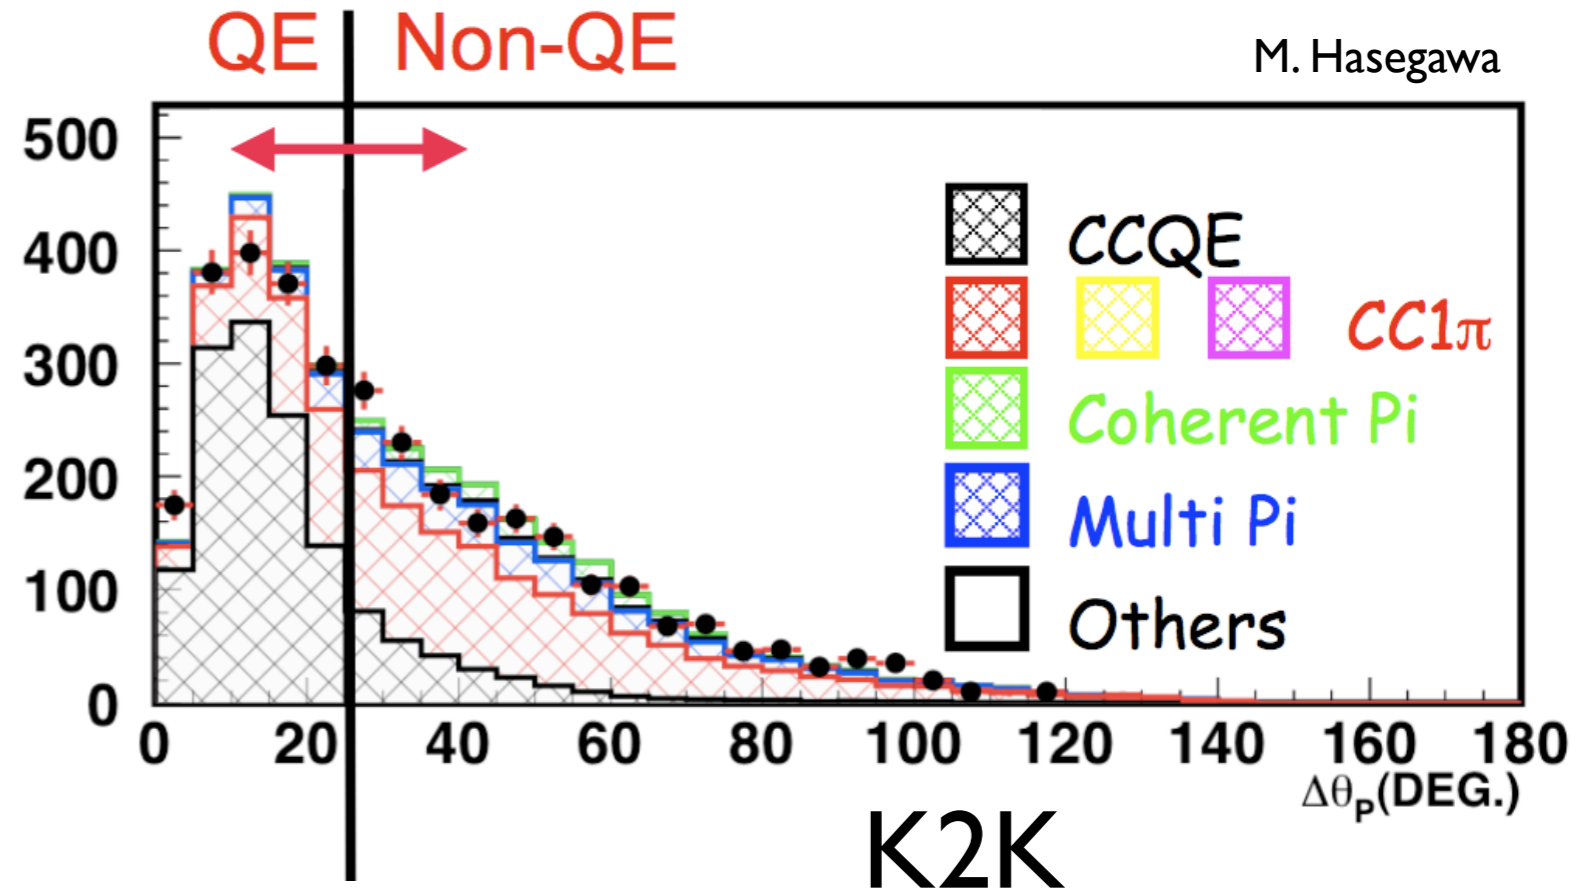 QE Non-QE
M. Hasegawa
500
400
300
200
100
0
CCQE
CC1π
Coherent Pi
Multi Pi
Others
0 20 40 60 80 100 120 140 160 180
Δθp(DEG.)
K2K